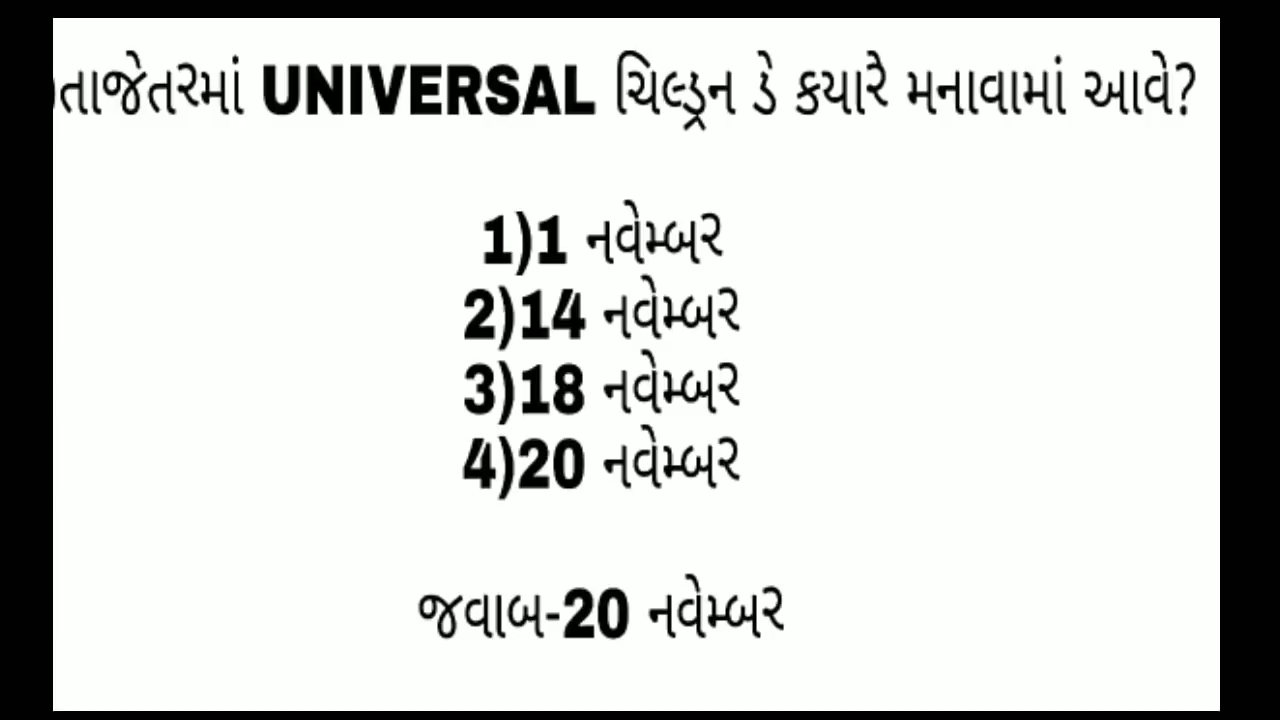 તાજેતરમાં UNIVERSAL ચિલ્ડ્રન ડે કયારે મનાવામાં આવે?
1)1 નવેમ્બર
2)14 નવેમ્બર
3)18 નવેમ્બર
4)20 નવેમ્બર
જવાબ-20 નવેમ્બર